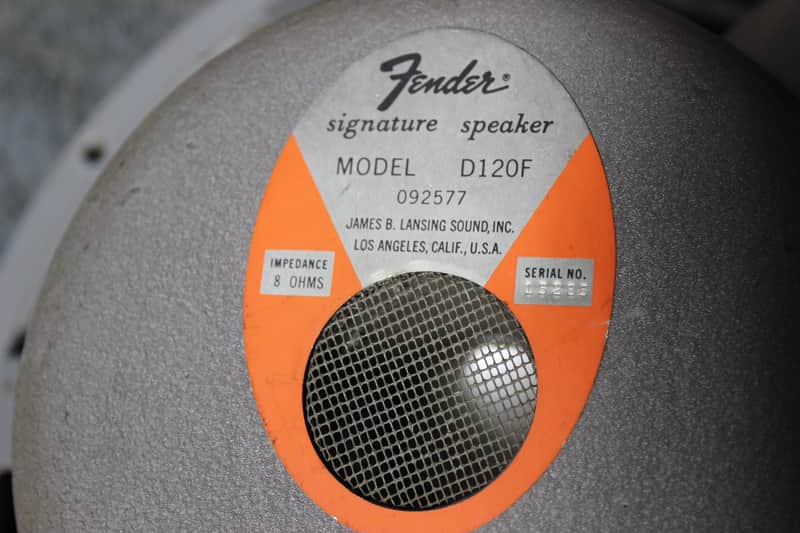 Fender®
signature speaker
MODEL D120F
092577
JAMES B. LANSING SOUND, INC.
LOS ANGELES, CALIF., U.S.A.
IMPEDANCE
8 OHMS
SERIAL NO.